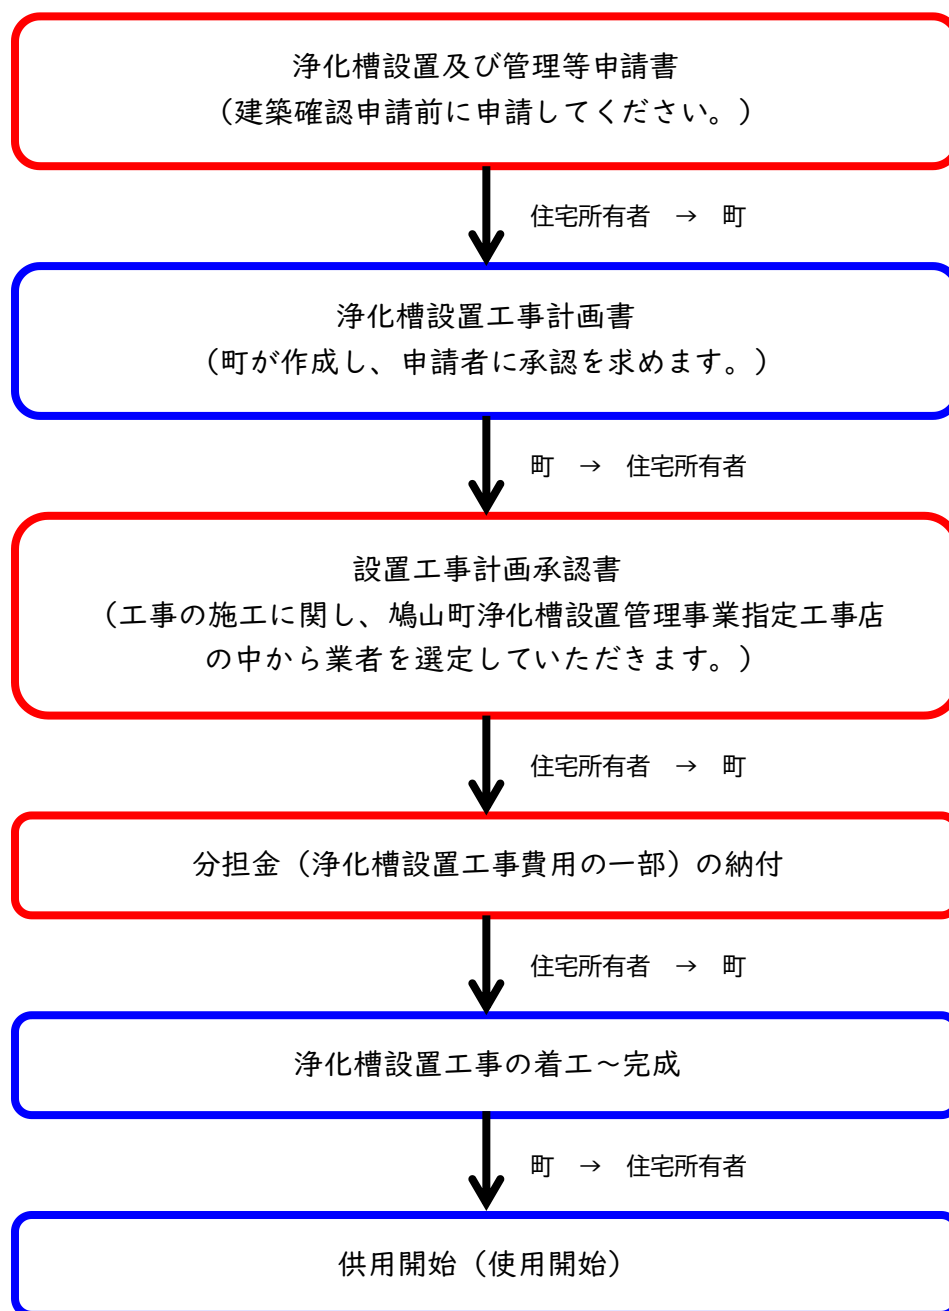 浄化槽設置及び管理等申請書
（建築確認申請前に申請してください。）
住宅所有者　→　町
浄化槽設置工事計画書
（町が作成し、申請者に承認を求めます。）
町　→　住宅所有者
設置工事計画承認書
（工事の施工に関し、鳩山町浄化槽設置管理事業指定工事店
の中から業者を選定していただきます。）
住宅所有者　→　町
分担金（浄化槽設置工事費用の一部）の納付
住宅所有者　→　町
浄化槽設置工事の着工～完成
町　→　住宅所有者
供用開始（使用開始）